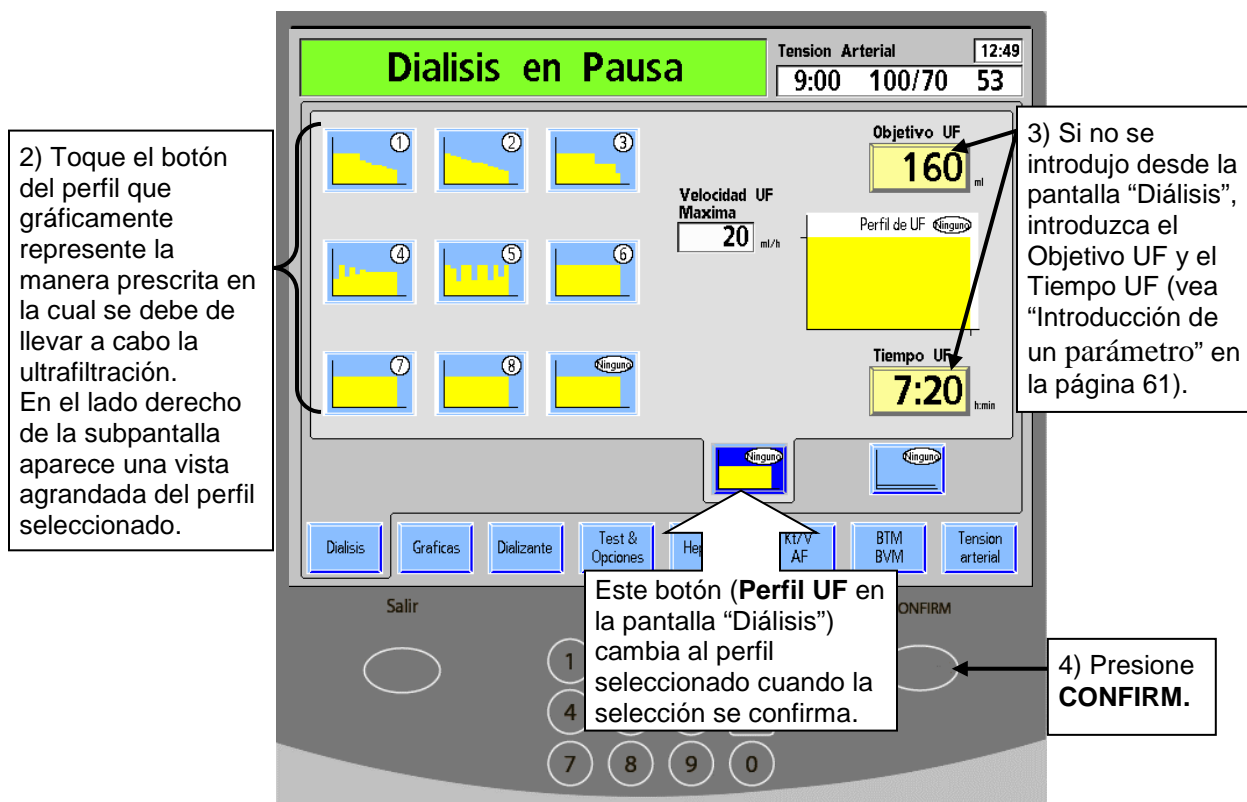 Dialisis en Pausa
Tension Arterial
12:49
9:00 100/70 53
2) Toque el botón
del perfil que
gráficamente
represente la
manera prescrita en
la cual se debe de
llevar a cabo la
ultrafiltración.
En el lado derecho
de la subpantalla
aparece una vista
agrandada del perfil
seleccionado.
1
2
3
4
5
6
7
8
Ninguno
Velocidad UF
Maxima
20 ml/h
Objetivo UF
160 ml
Perfil de UF Ninguno
Tiempo UF
7:20 h:min
3) Si no se
introdujo desde la
pantalla “Diálisis”,
introduzca el
Objetivo UF y el
Tiempo UF (vea
“Introducción de
un parámetro” en
la página 61).
Ninguno
Ninguno
Dialisis
Graficas
Dializante
Test &
Opciones
Hep
Kt/V
AF
BTM
BVM
Tension
arterial
Este botón (Perfil UF en
la pantalla “Diálisis”)
cambia al perfil
seleccionado cuando la
selección se confirma.
Salir
ONFIRM
1
4
7 8 9 0
4) Presione
CONFIRM.